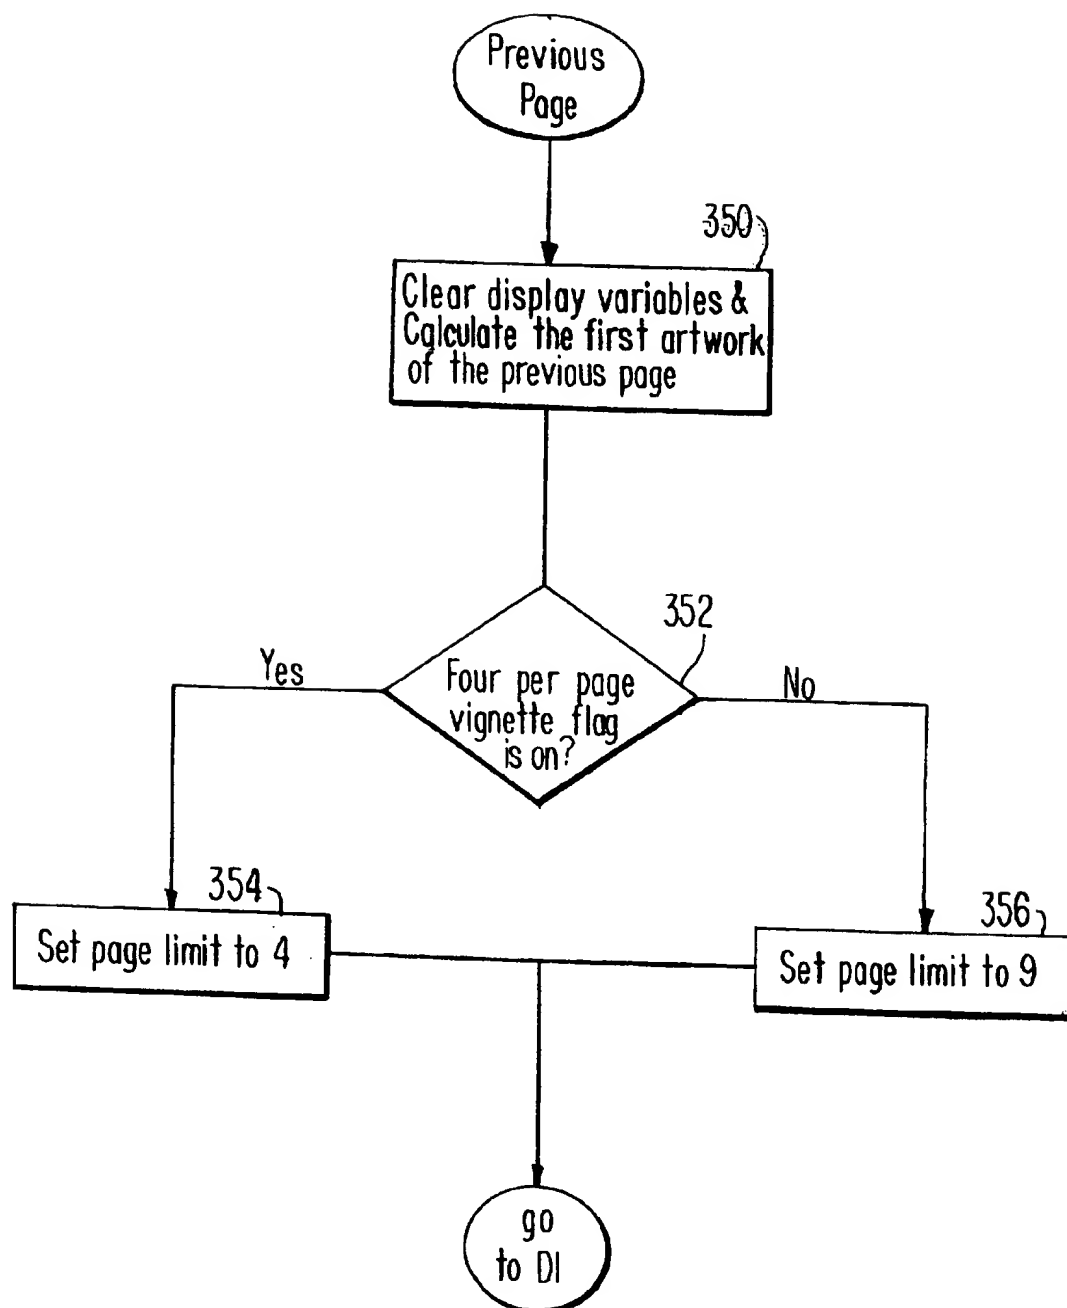 Previous
Page
350
Clear display variables &
Calculate the first artwork
of the previous page
352
Yes
Four per page
vignette flag
is on?
No
354
Set page limit to 4
356
Set page limit to 9
go
to D1